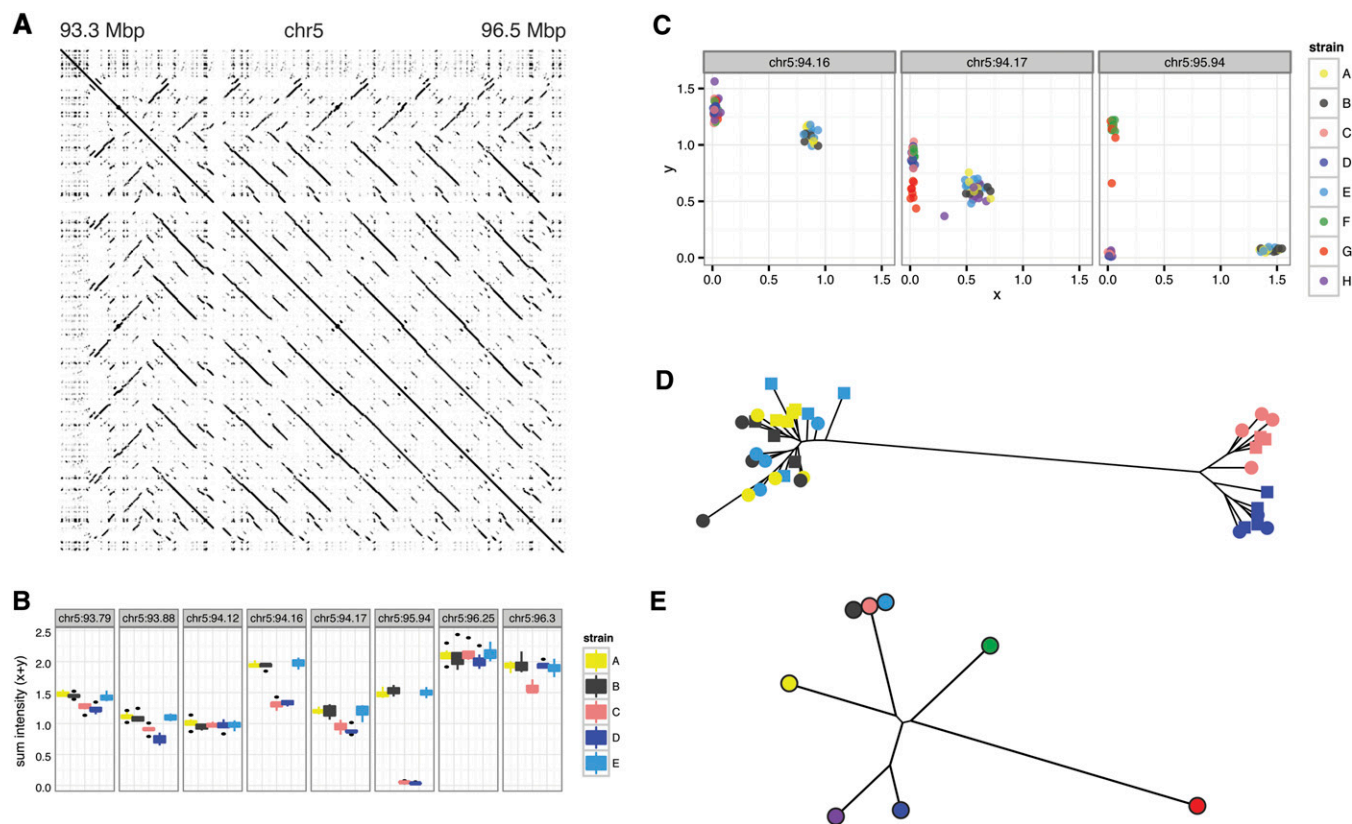 A
93.3 Mbp chr5 96.5 Mbp
B
chr5:93.79 chr5:93.88 chr5:94.12 chr5:94.16 chr5:94.17 chr5:95.94 chr5:96.25 chr5:96.3
sum intensity (x+y)
2.5
2.0
1.5
1.0
0.5
0.0
strain
A
B
C
D
E
C
chr5:94.16 chr5:94.17 chr5:95.94
y
1.5
1.0
0.5
0.0
0.0 0.5 1.0 1.5 0.0 0.5 1.0 1.5 0.0 0.5 1.0 1.5
x
strain
A
B
C
D
E
F
G
H
D
E